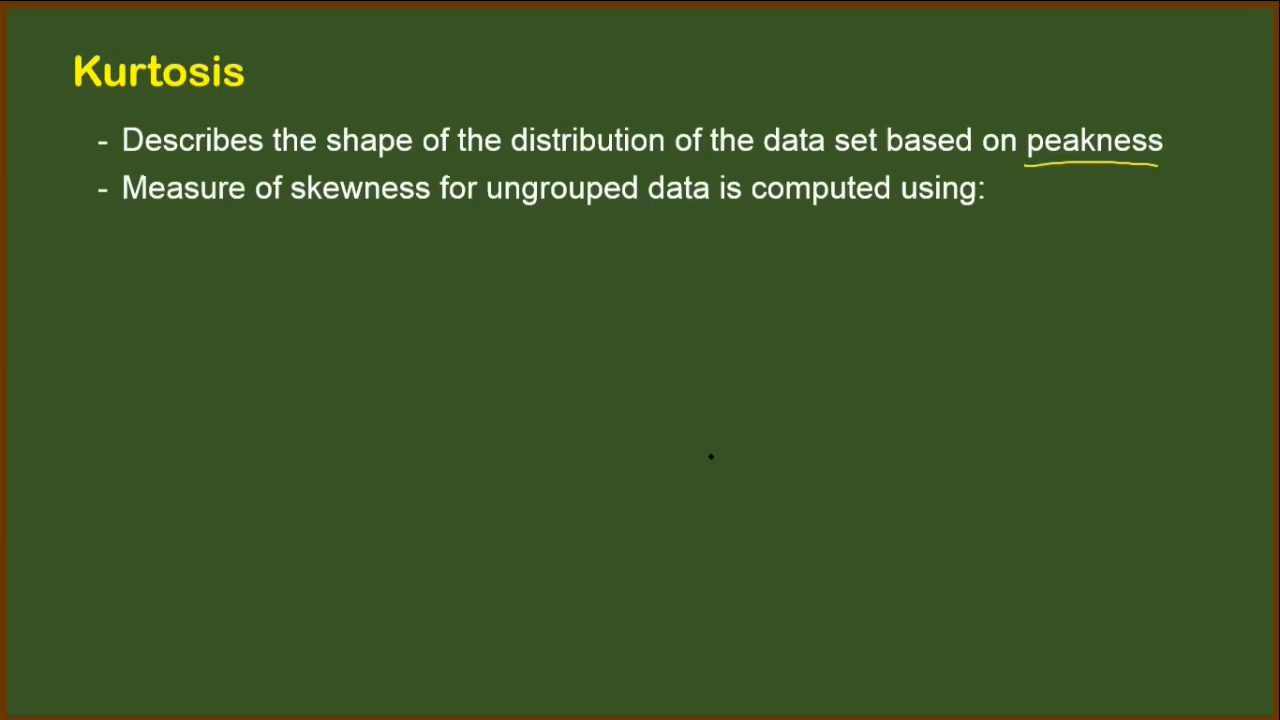 Kurtosis
- Describes the shape of the distribution of the data set based on peakness
- Measure of skewness for ungrouped data is computed using: